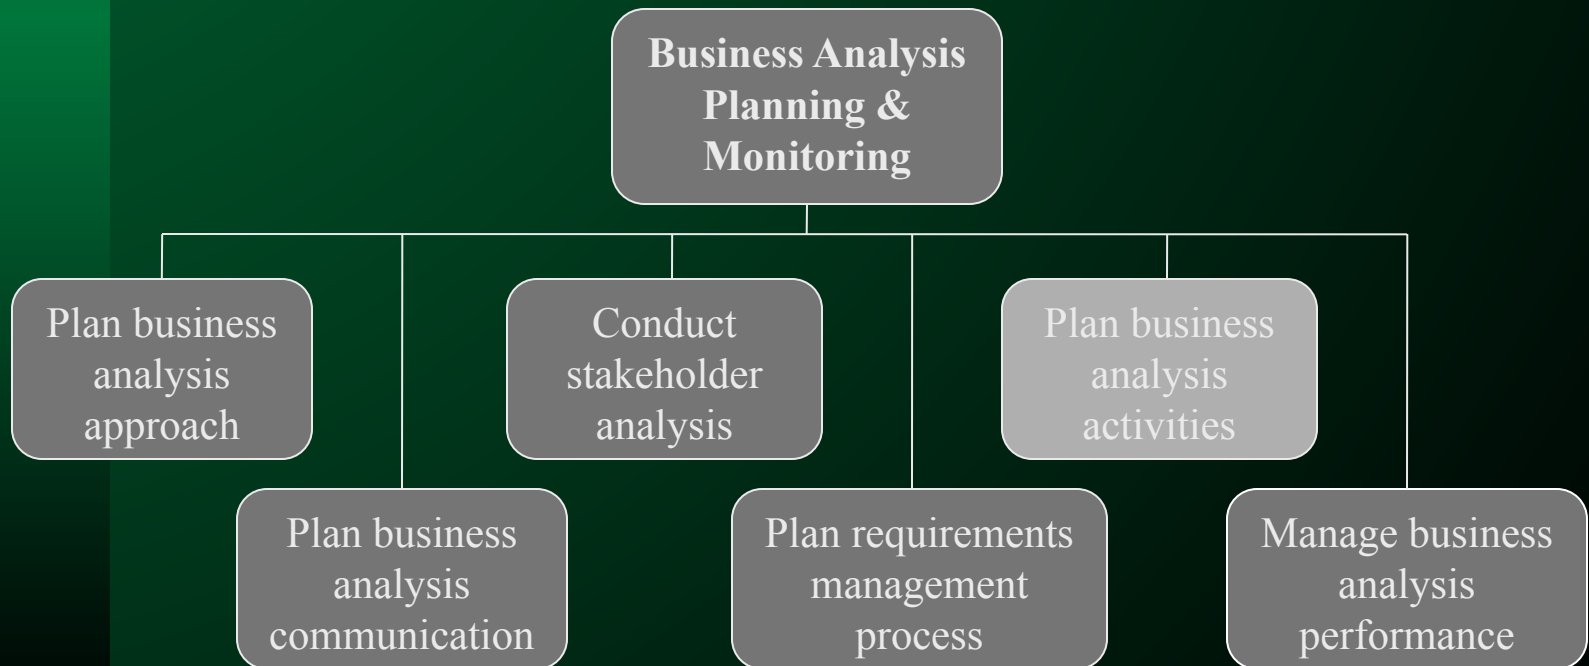 Business Analysis
Planning &
Monitoring
Plan business
analysis
approach
Conduct
stakeholder
analysis
Plan business
analysis
activities
Plan business
analysis
communication
Plan requirements
management
process
Manage business
analysis
performance